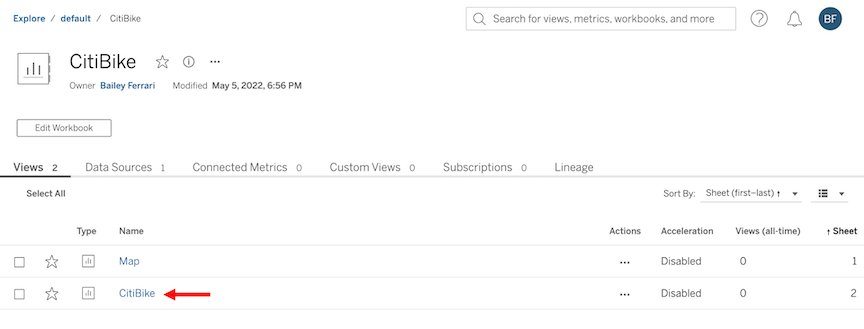 Explore / default / CitiBike
Search for views, metrics, workbooks, and more
BF
CitiBike
Owner Bailey Ferrari Modified May 5, 2022, 6:56 PM
Edit Workbook
Views 2 Data Sources 1 Connected Metrics 0 Custom Views 0 Subscriptions 0 Lineage
Select All
Sort By: Sheet (first–last) ↑
Type Name Actions Acceleration Views (all-time) ↑ Sheet
Map ... Disabled 0 1
CitiBike ... Disabled 0 2